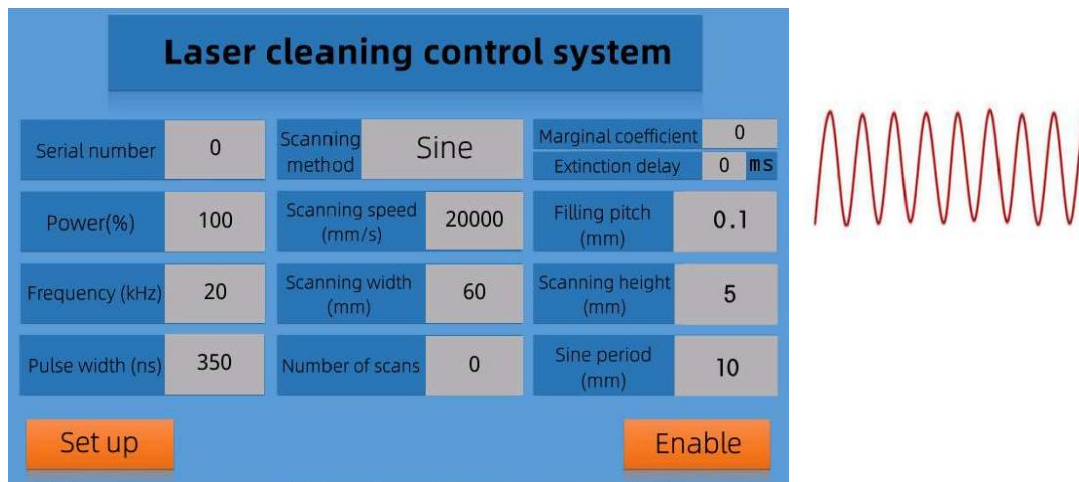 Laser cleaning control system
Serial number 0
Scanning
method
Sine
Marginal coefficient 0
Extinction delay 0 ms
Power(%) 100
Scanning speed
(mm/s)
20000
Filling pitch
(mm)
0.1
Frequency (kHz) 20
Scanning width
(mm)
60
Scanning height
(mm)
5
Pulse width (ns) 350
Number of scans 0
Sine period
(mm)
10
Set up
Enable